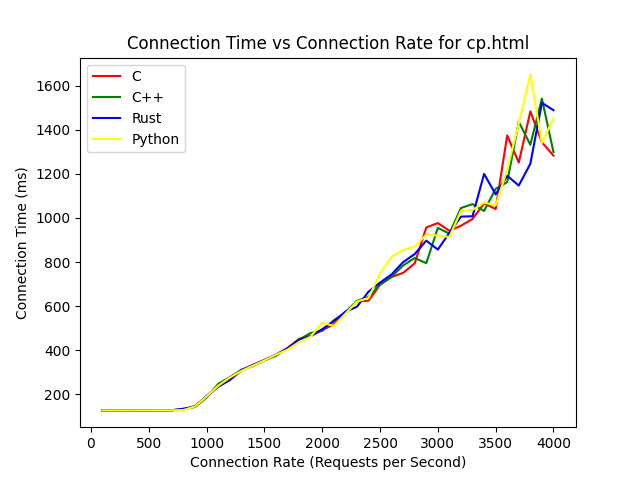 Connection Time vs Connection Rate for cp.html
C
C++
Rust
Python
1600
1400
1200
1000
800
600
400
200
Connection Time (ms)
0 500 1000 1500 2000 2500 3000 3500 4000
Connection Rate (Requests per Second)